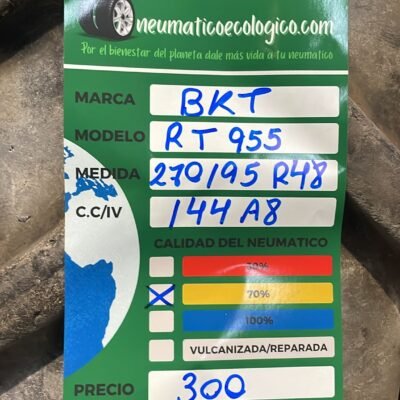 neumaticoecologico.com
Por el bienestar del planeta dale más vida a tu neumatico
MARCA BKT
MODELO RT 955
MEDIDA 270/95 R48
C.C/IV 144 A8
CALIDAD DEL NEUMATICO
30%
X 70%
100%
VULCANIZADA/REPARADA
PRECIO 300